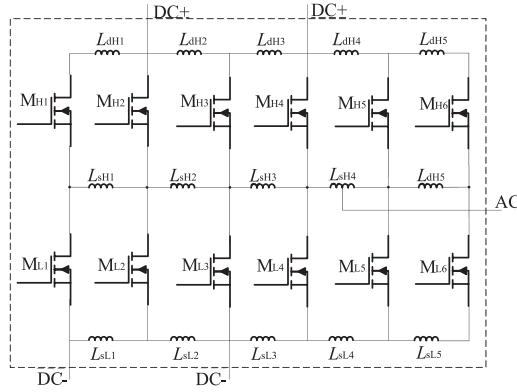 DC+ DC+
LdH1 LdH2 LdH3 LdH4 LdH5
MH1 MH2 MH3 MH4 MH5 MH6
LsH1 LsH2 LsH3 LsH4 LdH5
AC
ML1 ML2 ML3 ML4 ML5 ML6
LsL1 LsL2 LsL3 LsL4 LsL5
DC- DC-